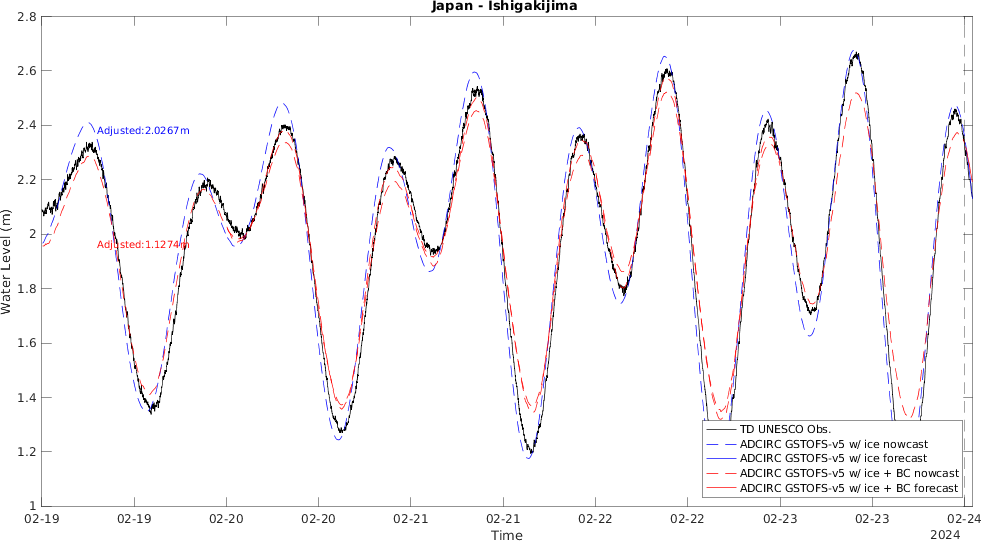 Japan - Ishigakijima
2.8
2.6
2.4
2.2
2
1.8
1.6
1.4
1.2
1
Water Level (m)
Adjusted:2.0267m
Adjusted:1.1274m
TD UNESCO Obs.
ADCIRC GSTOFS-v5 w/ ice nowcast
ADCIRC GSTOFS-v5 w/ ice forecast
ADCIRC GSTOFS-v5 w/ ice + BC nowcast
ADCIRC GSTOFS-v5 w/ ice + BC forecast
02-19 02-19 02-20 02-20 02-21 02-21 02-22 02-22 02-23 02-23 02-24
Time
2024